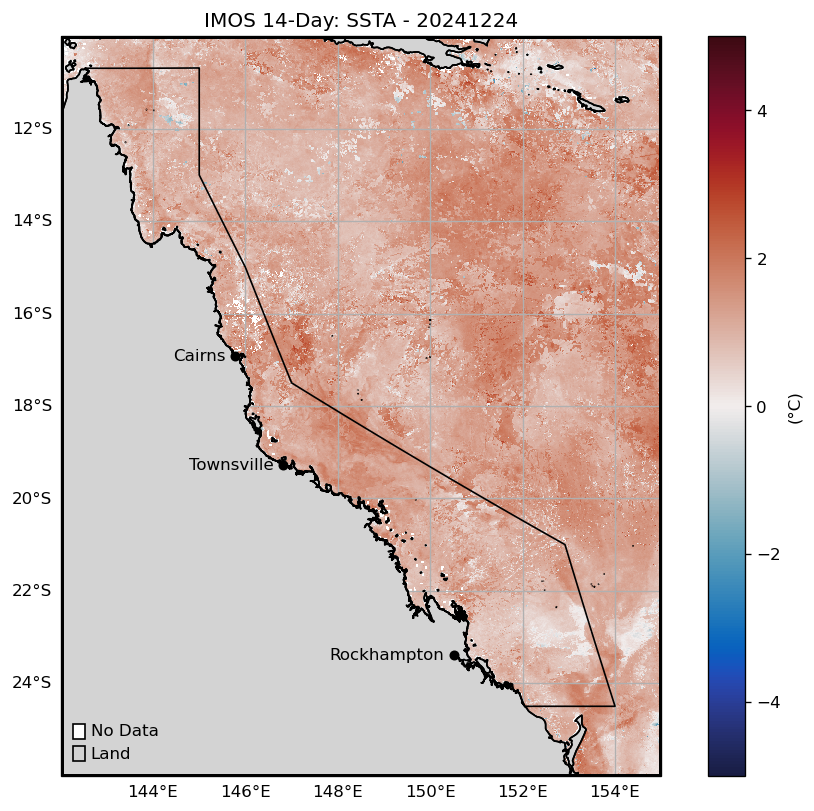 IMOS 14-Day: SSTA - 20241224
12°S
14°S
16°S
18°S
20°S
22°S
24°S
Cairns
Townsville
Rockhampton
No Data
Land
144°E 146°E 148°E 150°E 152°E 154°E
4
2
0
−2
−4
(°C)